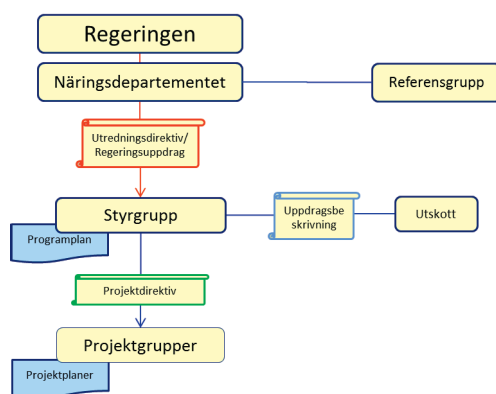 Regeringen
Näringsdepartementet
Referensgrupp
Utredningsdirektiv/
Regeringsuppdrag
Styrgrupp
Uppdragsbe
skrivning
Utskott
Programplan
Projektdirektiv
Projektgrupper
Projektplaner